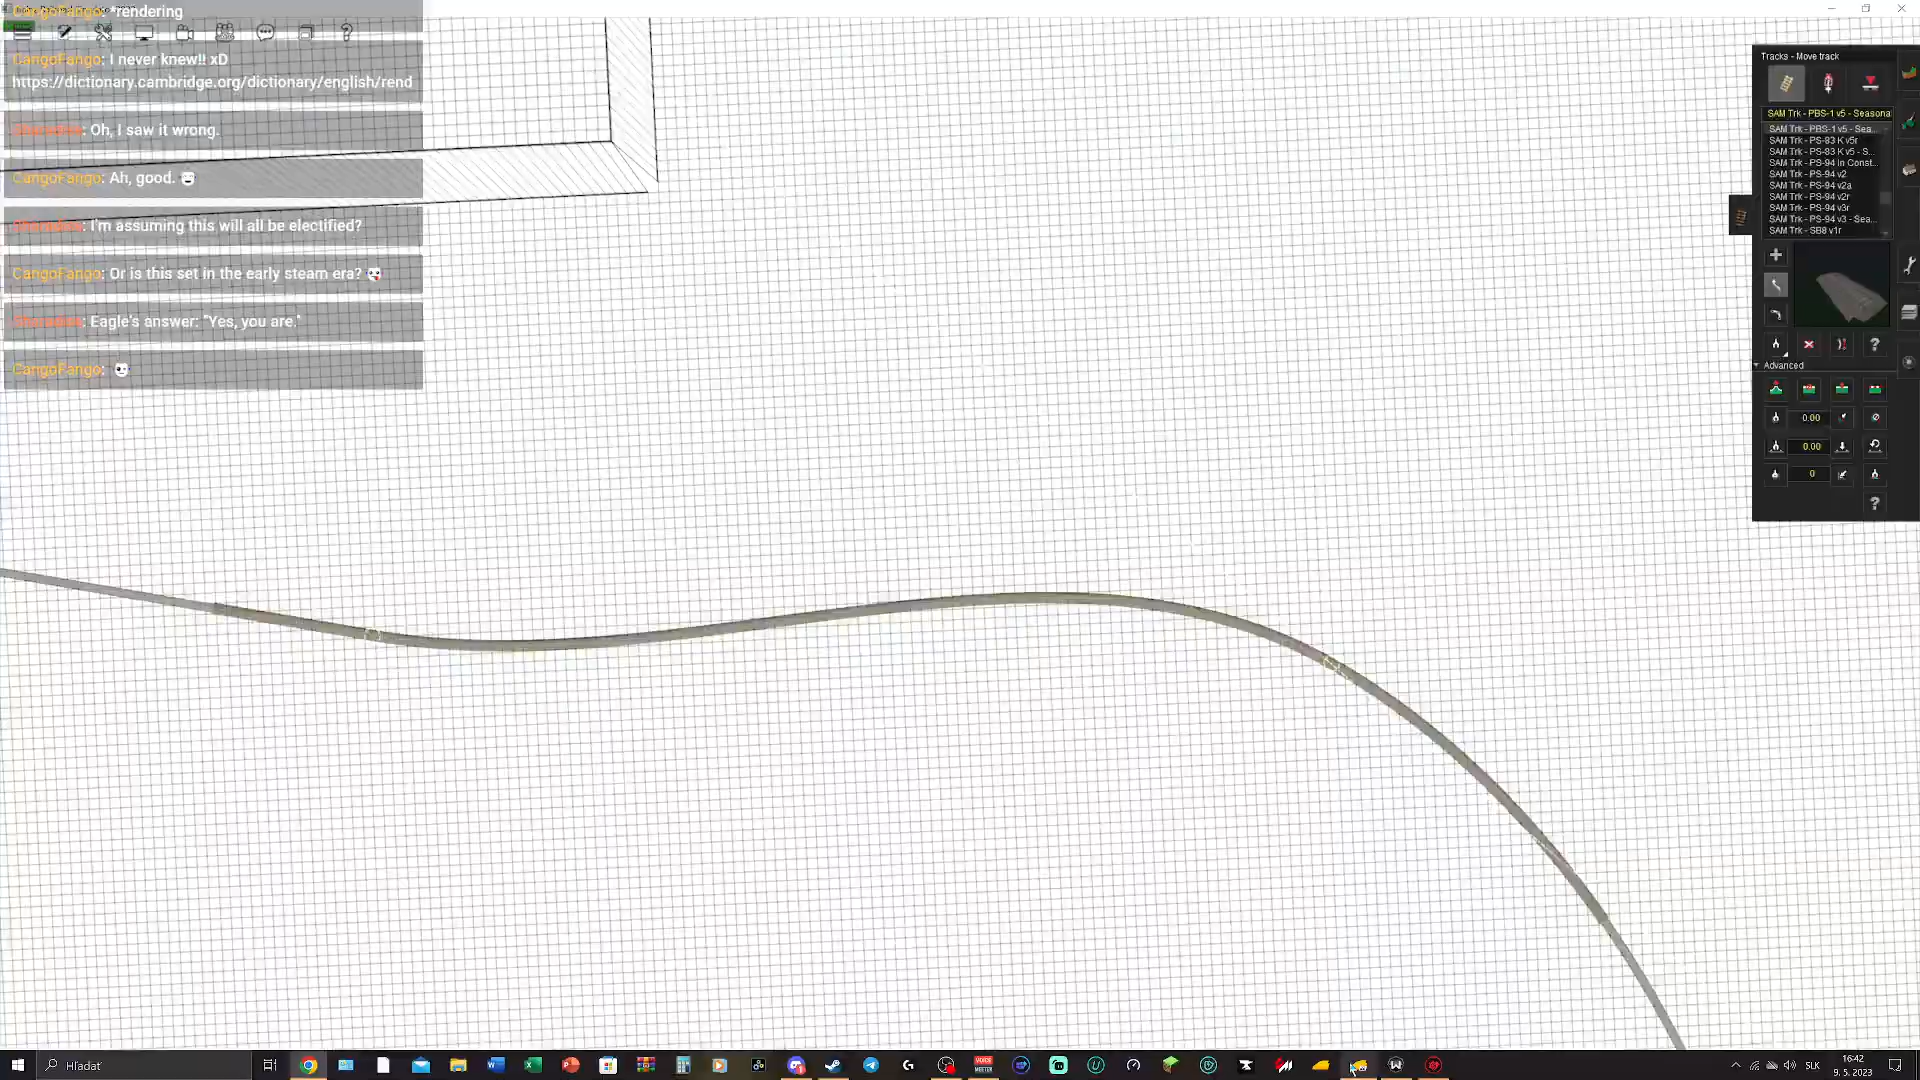 CangoFango: *rendering
CangoFango: I never knew!! xD
https://dictionary.cambridge.org/dictionary/english/rend
Oh, I saw it wrong.
CangoFango: Ah, good.
I'm assuming this will all be electified?
CangoFango: Or is this set in the early steam era?
Eagle's answer: "Yes, you are."
CangoFango:
Tracks - Move track
SAM Trk - PBS-1 v5 - Seasonal
SAM Trk - PBS-1 v5 - Sea...
SAM Trk - PS-83 K v5r
SAM Trk - PS-83 K v5 - S...
SAM Trk - PS-94 in Const...
SAM Trk - PS-94 v2
SAM Trk - PS-94 v2a
SAM Trk - PS-94 v2r
SAM Trk - PS-94 v3r
SAM Trk - PS-94 v3 - Sea...
SAM Trk - SB8 v1r
Advanced
0.00
0.00
0
Hľadať
SLK
16:42
9. 5. 2023